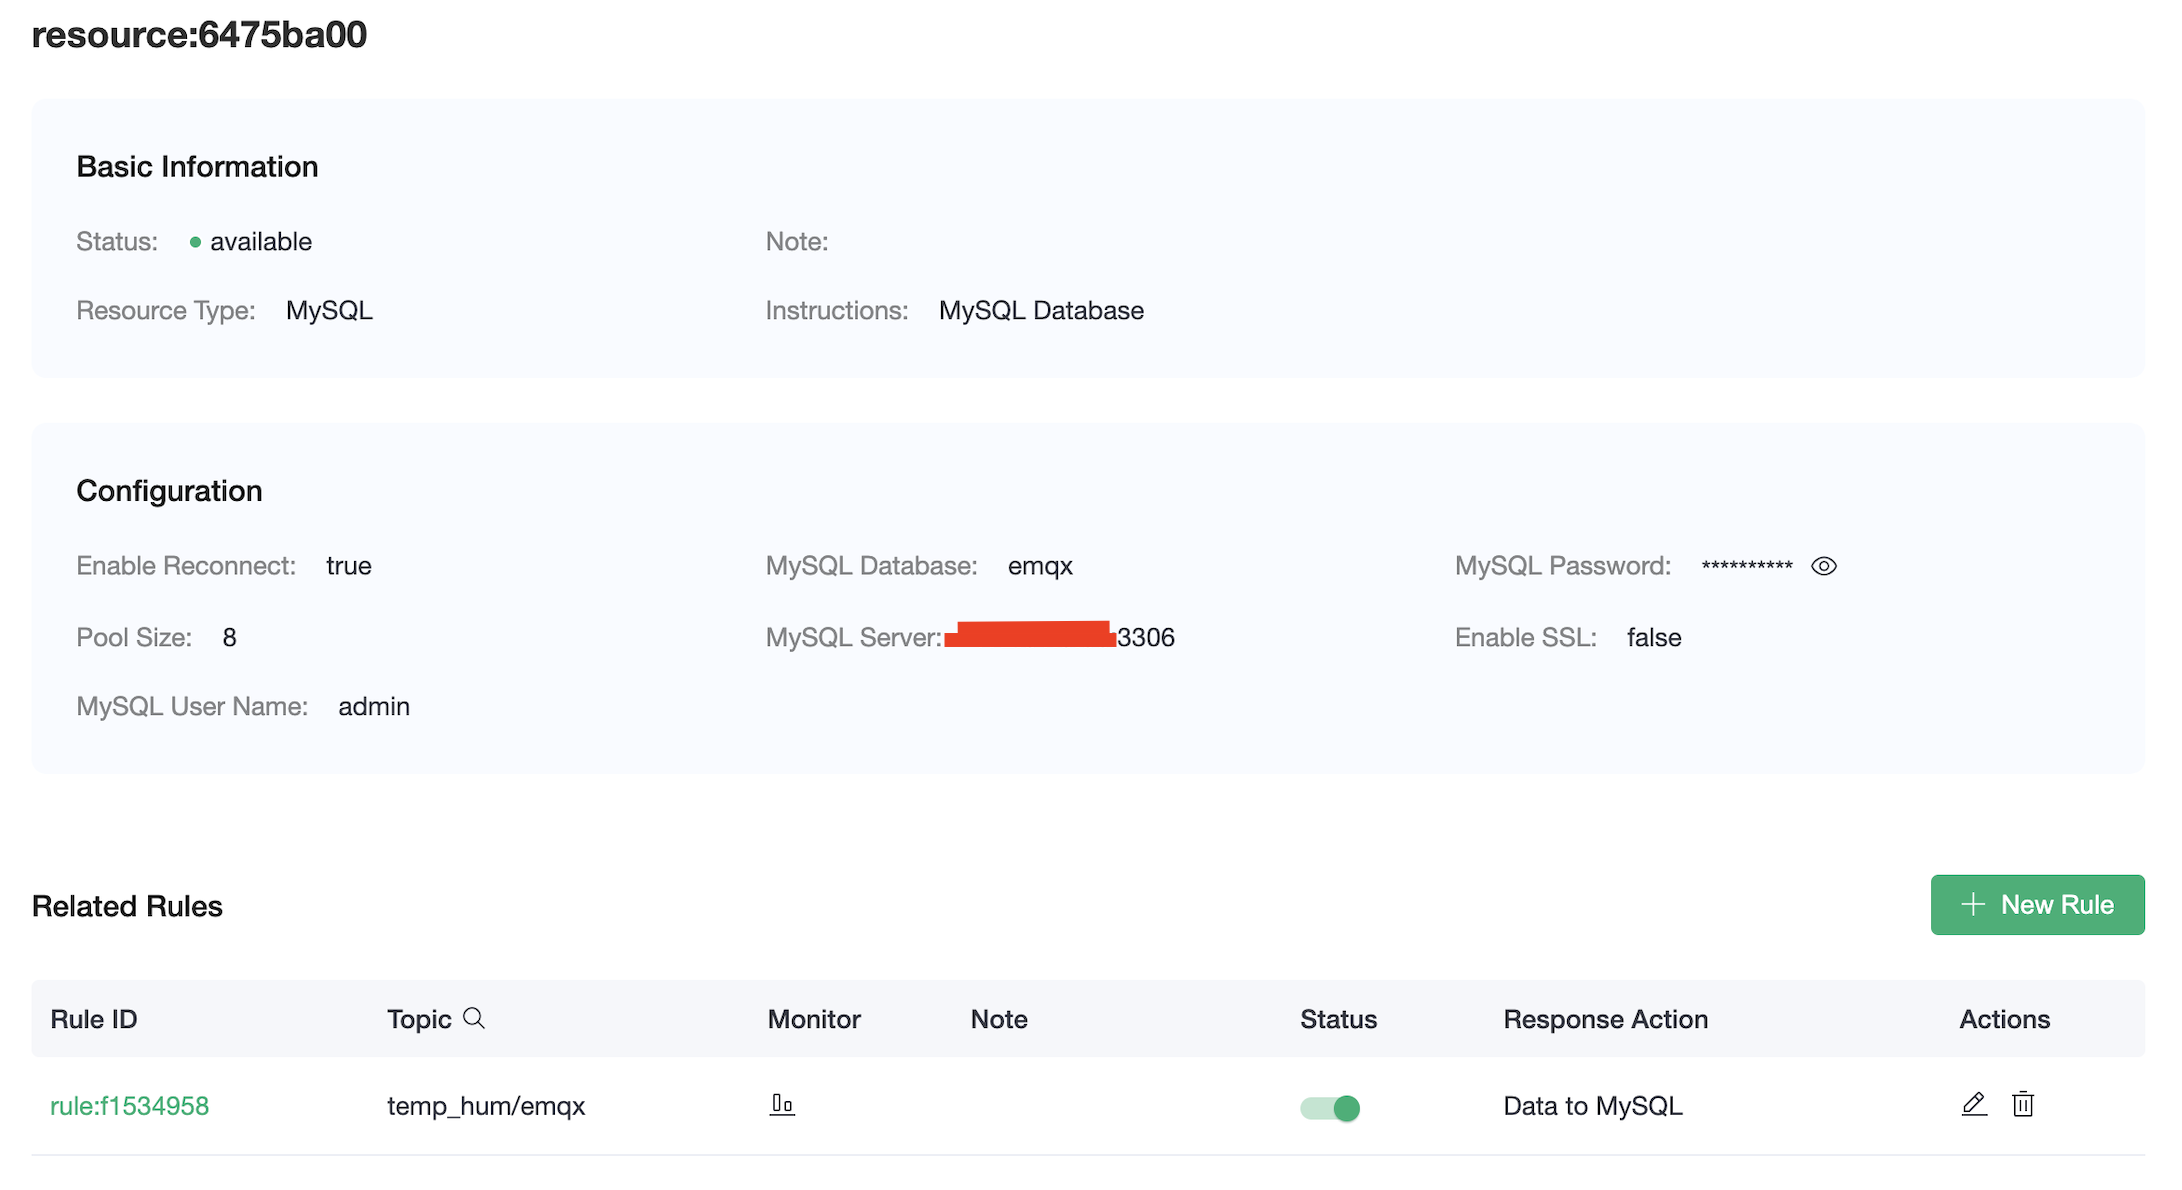 resource:6475ba00
Basic Information
Status: available Note:
Resource Type: MySQL Instructions: MySQL Database
Configuration
Enable Reconnect: true MySQL Database: emqx MySQL Password: **********
Pool Size: 8 MySQL Server: 3306 Enable SSL: false
MySQL User Name: admin
Related Rules
New Rule
Rule ID Topic Monitor Note Status Response Action Actions
rule:f1534958 temp_hum/emqx Data to MySQL